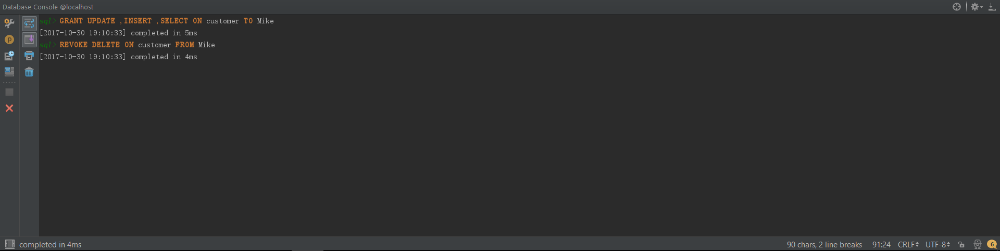 Database Console @localhost
sql> GRANT UPDATE ,INSERT ,SELECT ON customer TO Mike
[2017-10-30 19:10:33] completed in 5ms
sql> REVOKE DELETE ON customer FROM Mike
[2017-10-30 19:10:33] completed in 4ms
p
completed in 4ms 90 chars, 2 line breaks 91:24 CRLF UTF-8 6